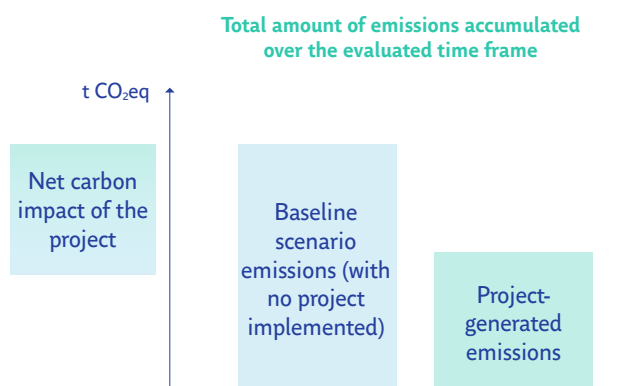 Total amount of emissions accumulated
over the evaluated time frame
t CO₂eq
Net carbon
impact of the
project
Baseline
scenario
emissions (with
no project
implemented)
Project-
generated
emissions